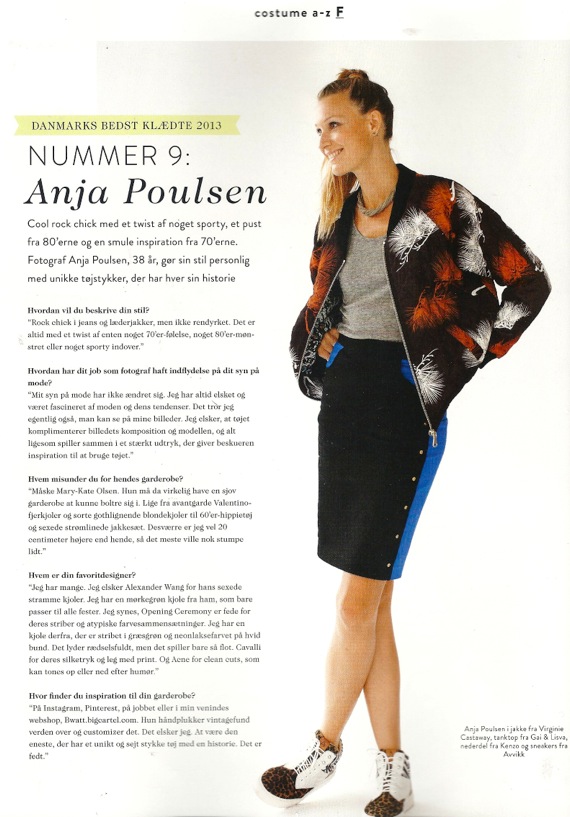 costume a-z F
DANMARKS BEDST KLÆDTE 2013
NUMMER 9:
Anja Poulsen
Cool rock chick med et twist af noget sporty, et pust
fra 80'erne og en smule inspiration fra 70'erne.
Fotograf Anja Poulsen, 38 år, gør sin stil personlig
med unikke tøjstykker, der har hver sin historie
Hvordan vil du beskrive din stil?
"Rock chick i jeans og læderjakker, men ikke rendyrket. Det er
altid med et twist af enten noget 70'er-følelse, noget 80'er-møn-
stret eller noget sporty indover."
Hvordan har dit job som fotograf haft indflydelse på dit syn på
mode?
"Mit syn på mode har ikke ændret sig. Jeg har altid elsket og
været fascineret af moden og dens tendenser. Det tror jeg
egentlig også, man kan se på mine billeder. Jeg elsker, at tøjet
komplimenterer billedets komposition og modellen, og alt
ligesom spiller sammen i et stærkt udtryk, der giver beskueren
inspiration til at bruge tøjet."
Hvem misunder du for hendes garderobe?
"Måske Mary-Kate Olsen. Hun må da virkelig have en sjov
garderobe at kunne boltre sig i. Lige fra avantgarde Valentino-
fjerkjoler og sorte gothlignende blondekjoler til 60'er-hippietøj
og sexede strømlinede jakkesæt. Desværre er jeg vel 20
centimeter højere end hende, så det meste ville nok stumpe
lidt."
Hvem er din favoritdesigner?
"Jeg har mange. Jeg elsker Alexander Wang for hans sexede
stramme kjoler. Jeg har en mørkegrøn kjole fra ham, som bare
passer til alle fester. Jeg synes, Opening Ceremony er fede for
deres striber og atypiske farvesammensætninger. Jeg har en
kjole derfra, der er stribet i græsgrøn og neonlaksefarvet på hvid
bund. Det lyder rædselsfuldt, men det spiller bare så flot. Cavalli
for deres silketryk og leg med print. Og Acne for clean cuts, som
kan tones op eller ned efter humør."
Hvor finder du inspiration til din garderobe?
"På Instagram, Pinterest, på jobbet eller i min venindes
webshop, Bwatt.bigcartel.com. Hun håndplukker vintagefund
verden over og customizer det. Det elsker jeg. At være den
eneste, der har et unikt og sejt stykke tøj med en historie. Det er
fedt."
Anja Poulsen i jakke fra Virginie
Castaway, tanktop fra Gai & Lisva,
nederdel fra Kenzo og sneakers fra
Avvikk